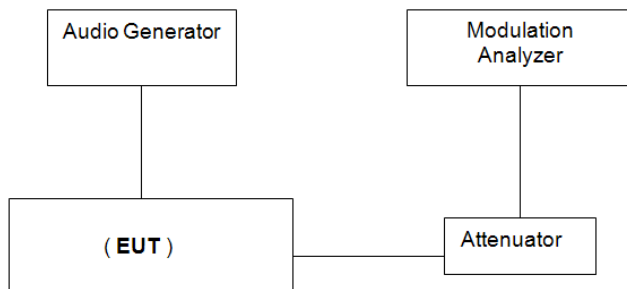 Audio Generator
Modulation
Analyzer
( EUT )
Attenuator